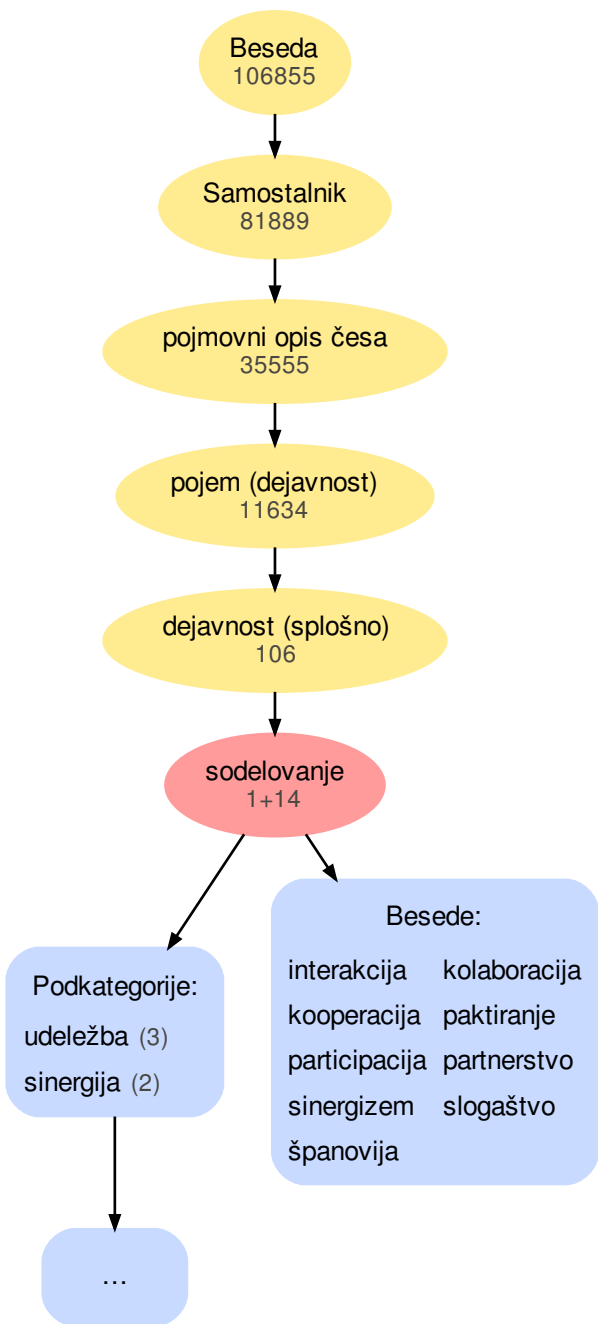 Beseda
106855
Samostalnik
81889
pojmovni opis česa
35555
pojem (dejavnost)
11634
dejavnost (splošno)
106
sodelovanje
1+14
Podkategorije:
udeležba (3)
sinergija (2)
...
Besede:
interakcija kolaboracija
kooperacija paktiranje
participacija partnerstvo
sinergizem slogaštvo
španovija